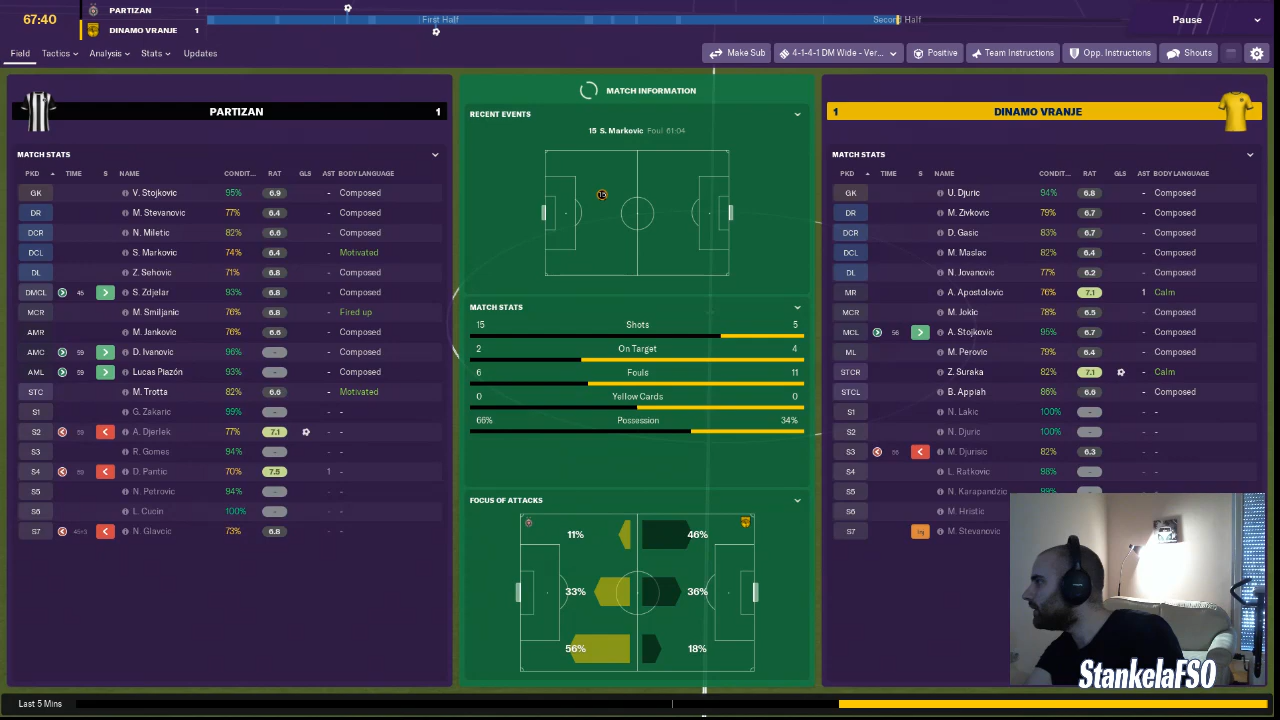 67:40
PARTIZAN 1
DINAMO VRANJE 1
First Half
Second Half
Pause
Field Tactics Analysis Stats Updates
Make Sub 4-1-4-1 DM Wide - Ver... Positive Team Instructions Opp. Instructions Shouts
PARTIZAN 1
MATCH STATS
PKD TIME S NAME CONDIT... RAT GLS AST BODY LANGUAGE
GK V. Stojkovic 95% 6.9 - Composed
DR M. Stevanovic 77% 6.4 - Composed
DCR N. Miletic 82% 6.6 - Composed
DCL S. Markovic 74% 6.4 - Motivated
DL Z. Sehovic 71% 6.8 - Composed
DMCL 45 S. Zdjelar 93% 6.8 - Composed
MCR M. Smiljanic 76% 6.8 - Fired up
AMR M. Jankovic 76% 6.6 - Composed
AMC 59 D. Ivanovic 96% - - Composed
AML 59 Lucas Piazón 93% - - Composed
STC M. Trotta 82% 6.6 - Motivated
S1 G. Zakaric 99% - - -
S2 59 A. Djerlek 77% 7.1 - -
S3 R. Gomes 94% - - -
S4 59 D. Pantic 70% 7.5 1 -
S5 N. Petrovic 94% - - -
S6 L. Cucin 100% - - -
S7 45+3 N. Glavcic 73% 6.8 - -
MATCH INFORMATION
RECENT EVENTS
15 S. Markovic Foul 61:04
15
MATCH STATS
15 Shots 5
2 On Target 4
6 Fouls 11
0 Yellow Cards 0
66% Possession 34%
FOCUS OF ATTACKS
11% 46%
33% 36%
56% 18%
1 DINAMO VRANJE
MATCH STATS
PKD TIME S NAME CONDIT... RAT GLS AST BODY LANGUAGE
GK U. Djuric 94% 6.8 - Composed
DR M. Zivkovic 79% 6.7 - Composed
DCR D. Gasic 83% 6.7 - Composed
DCL M. Maslac 82% 6.4 - Composed
DL N. Jovanovic 77% 6.2 - Composed
MR A. Apostolovic 76% 7.1 1 Calm
MCR M. Jokic 78% 6.5 - Composed
MCL 56 A. Stojkovic 95% 6.7 - Composed
ML M. Perovic 79% 6.4 - Composed
STCR Z. Suraka 82% 7.1 - Calm
STCL B. Appiah 86% 6.6 - Composed
S1 N. Lakic 100% - - -
S2 N. Djuric 100% - - -
S3 56 M. Djurisic 82% 6.3 - -
S4 L. Ratkovic 98% - - -
S5 N. Karapandzic 99%
S6 M. Hristic
S7 Inj M. Stevanovic
StankelaFSO
Last 5 Mins